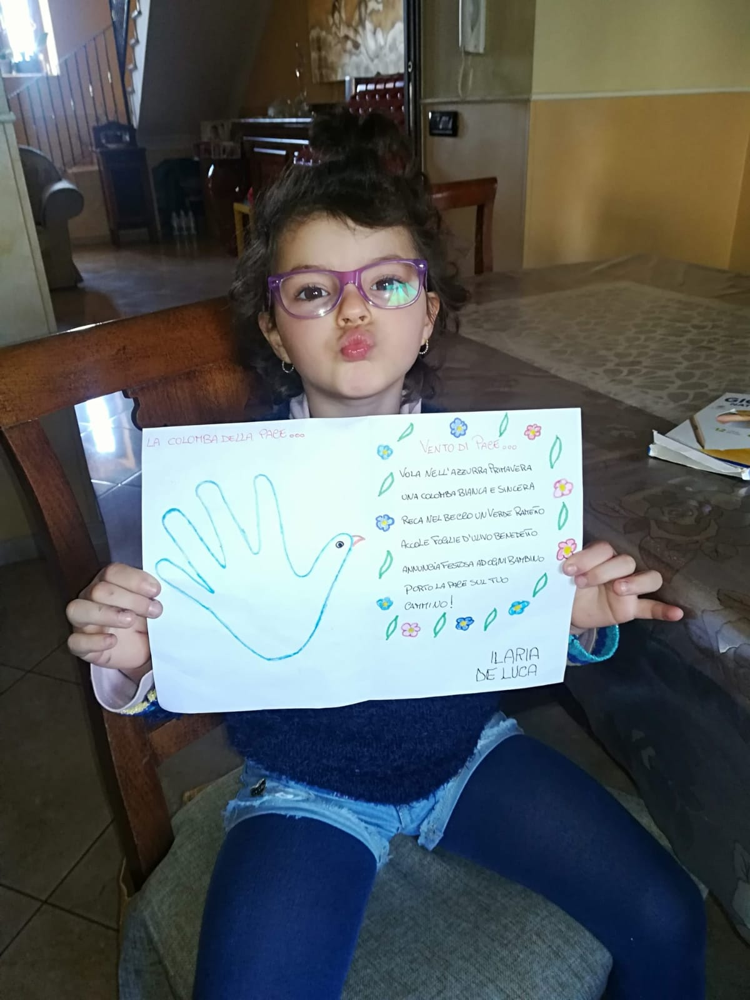 LA COLOMBA DELLA PACE...
VENTO DI PACE...
VOLA NELL'AZZURRA PRIMAVERA
UNA COLOMBA BIANCA E SINCERA
RECA NEL BECCO UN VERDE RAMETTO
ACCOLE FOGLIE D'ULIVO BENEDETTO
ANNUNCIA FESTOSA AD OGNI BAMBINO
PORTO LA PACE SUL TUO
CAMMINO!
ILARIA
DE LUCA